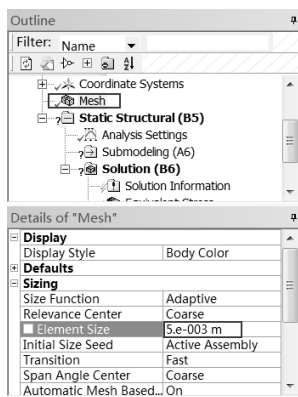 Outline
Filter: Name
Coordinate Systems
Mesh
Static Structural (B5)
Analysis Settings
Submodeling (A6)
Solution (B6)
Solution Information
Equivalent Stress
Details of "Mesh"
Display
Display Style Body Color
Defaults
Sizing
Size Function Adaptive
Relevance Center Coarse
Element Size 5.e-003 m
Initial Size Seed Active Assembly
Transition Fast
Span Angle Center Coarse
Automatic Mesh Based... On